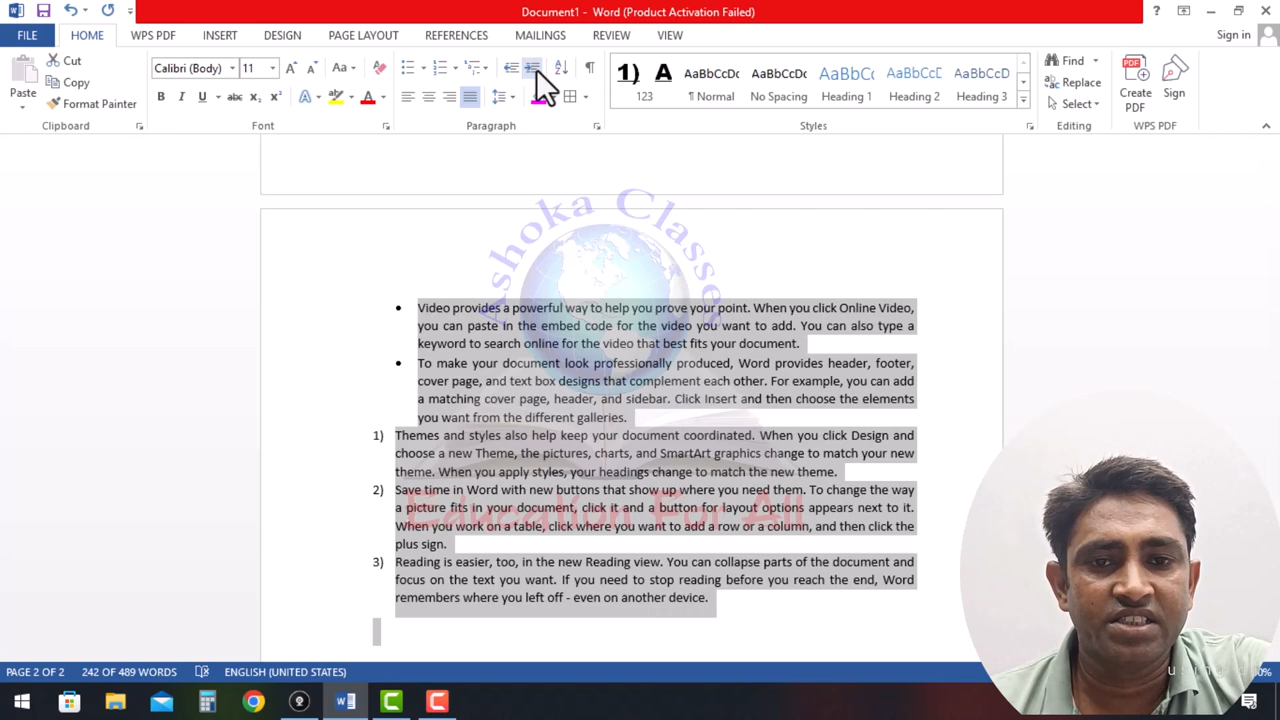 Document1 - Word (Product Activation Failed)
FILE HOME WPS PDF INSERT DESIGN PAGE LAYOUT REFERENCES MAILINGS REVIEW VIEW Sign in
Paste Cut Copy Format Painter Clipboard
Calibri (Body) 11 Font
Paragraph
AaBbCcDc AaBbCcDc AaBbCc AaBbCcE AaBbCcD
123 ¶ Normal No Spacing Heading 1 Heading 2 Heading 3
Styles
Find Replace Select Editing
Create PDF Sign WPS PDF
Ashoka Classes
• Video provides a powerful way to help you prove your point. When you click Online Video,
you can paste in the embed code for the video you want to add. You can also type a
keyword to search online for the video that best fits your document.
• To make your document look professionally produced, Word provides header, footer,
cover page, and text box designs that complement each other. For example, you can add
a matching cover page, header, and sidebar. Click Insert and then choose the elements
you want from the different galleries.
1) Themes and styles also help keep your document coordinated. When you click Design and
choose a new Theme, the pictures, charts, and SmartArt graphics change to match your new
theme. When you apply styles, your headings change to match the new theme.
2) Save time in Word with new buttons that show up where you need them. To change the way
a picture fits in your document, click it and a button for layout options appears next to it.
When you work on a table, click where you want to add a row or a column, and then click the
plus sign.
Education For All
3) Reading is easier, too, in the new Reading view. You can collapse parts of the document and
focus on the text you want. If you need to stop reading before you reach the end, Word
remembers where you left off - even on another device.
PAGE 2 OF 2 242 OF 489 WORDS ENGLISH (UNITED STATES)